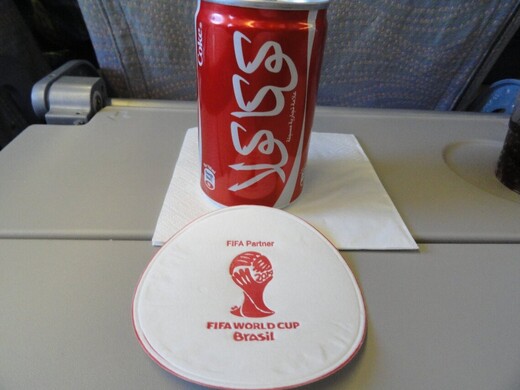 Coke
كوكاكولا
FIFA Partner
FIFA WORLD CUP
Brasil